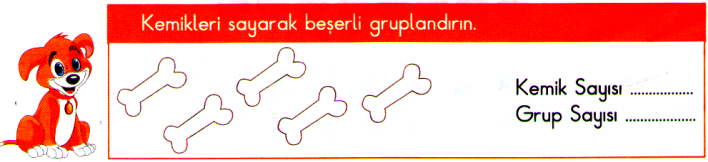 Kemikleri sayarak beşerli gruplandırın.
Kemik Sayısı ................
Grup Sayısı ..................